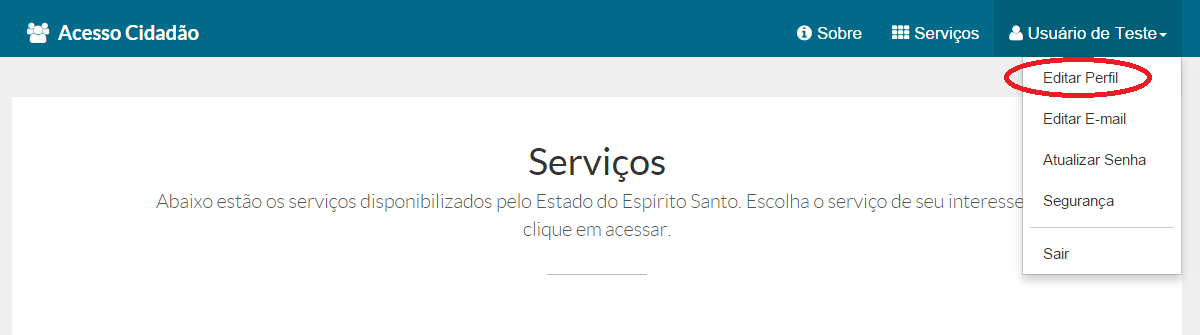 Acesso Cidadão
Sobre
Serviços
Usuário de Teste
Editar Perfil
Editar E-mail
Atualizar Senha
Segurança
Sair
Serviços
Abaixo estão os serviços disponibilizados pelo Estado do Espírito Santo. Escolha o serviço de seu interesse
clique em acessar.